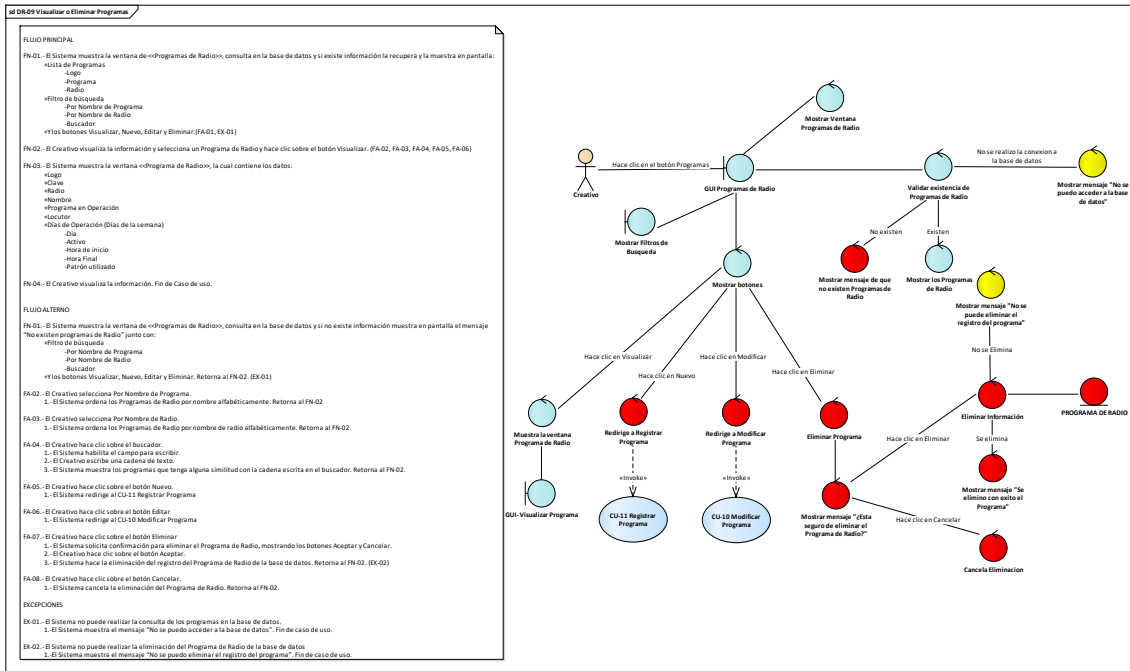 sd DR-09 Visualizar o Eliminar Programas
FLUJO PRINCIPAL
FN-01.- El Sistema muestra la ventana de <<Programas de Radio>>, consulta en la base de datos y si existe información la recupera y la muestra en pantalla:
+Lista de Programas
-Logo
-Programa
-Radio
+Filtro de búsqueda
-Por Nombre de Programa
-Por Nombre de Radio
-Buscador
+Y los botones Visualizar, Nuevo, Editar y Eliminar.(FA-01, EX-01)
FN-02.- El Creativo visualiza la información y selecciona un Programa de Radio y hace clic sobre el botón Visualizar. (FA-02, FA-03, FA-04, FA-05, FA-06)
FN-03.- El Sistema muestra la ventana <<Programa de Radio>>, la cual contiene los datos:
+Logo
+Clave
+Radio
+Nombre
+Programa en Operación
+Locutor
+Días de Operación (Días de la semana)
-Dia
-Activo
-Hora de inicio
-Hora Final
-Patrón utilizado
FN-04.- El Creativo visualiza la información. Fin de Caso de uso.
FLUJO ALTERNO
FN-01.- El Sistema muestra la ventana de <<Programas de Radio>>, consulta en la base de datos y si no existe información muestra en pantalla el mensaje
"No existen programas de Radio" junto con:
+Filtro de búsqueda
-Por Nombre de Programa
-Por Nombre de Radio
-Buscador
+Y los botones Visualizar, Nuevo, Editar y Eliminar. Retorna al FN-02. (EX-01)
FA-02.- El Creativo selecciona Por Nombre de Programa.
1.- El Sistema ordena los Programas de Radio por nombre alfabéticamente. Retorna al FN-02
FA-03.- El Creativo selecciona Por Nombre de Radio.
1.- El Sistema ordena los Programas de Radio por nombre de radio alfabéticamente. Retorna al FN-02
FA-04.- El Creativo hace clic sobre el buscador.
1.- El Sistema habilita el campo para escribir.
2.- El Creativo escribe una cadena de texto.
3.- El Sistema muestra los programas que tenga alguna similitud con la cadena escrita en el buscador. Retorna al FN-02.
FA-05.- El Creativo hace clic sobre el botón Nuevo.
1.- El Sistema redirige al CU-11 Registrar Programa
FA-06.- El Creativo hace clic sobre el botón Editar
1.- El Sistema redirige al CU-10 Modificar Programa
FA-07.- El Creativo hace clic sobre el botón Eliminar
1.- El Sistema solicita confirmación para eliminar el Programa de Radio, mostrando los botones Aceptar y Cancelar.
2.- El Creativo hace clic sobre el botón Aceptar.
3.- El Sistema hace la eliminación del registro del Programa de Radio de la base de datos. Retorna al FN-02. (EX-02)
FA-08.- El Creativo hace clic sobre el botón Cancelar.
1.- El Sistema cancela la eliminación del Programa de Radio. Retorna al FN-02.
EXCEPCIONES
EX-01.- El Sistema no puede realizar la consulta de los programas en la base de datos.
1.-El Sistema muestra el mensaje "No se puedo acceder a la base de datos". Fin de caso de uso.
EX-02.- El Sistema no puede realizar la eliminación del Programa de Radio de la base de datos
1.-El Sistema muestra el mensaje "No se puedo eliminar el registro del programa". Fin de caso de uso.
Mostrar Ventana
Programas de Radio
Hace clic en el botón Programas
Creativo
GUI Programas de Radio
No se realizo la conexion a
la base de datos
Validar existencia de
Programas de Radio
Mostrar mensaje "No se
puedo acceder a la base
de datos"
Mostrar Filtros de
Busqueda
No existen
Existen
Mostrar botones
Mostrar mensaje de que
no existen Programas de
Radio
Mostrar los Programas
de Radio
Mostrar mensaje "No se
puede eliminar el
registro del programa"
Hace clic en Visualizar
Hace clic en Nuevo
Hace clic en Modificar
Hace clic en Eliminar
No se Elimina
Muestra la ventana
Programa de Radio
Redirige a Registrar
Programa
Redirige a Modificar
Programa
Eliminar Programa
Eliminar Información
PROGRAMA DE RADIO
Hace clic en Eliminar
Se elimina
«Invoke»
«Invoke»
Mostrar mensaje "Se
elimino con exito el
Programa"
GUI- Visualizar Programa
CU-11 Registrar
Programa
CU-10 Modificar
Programa
Mostrar mensaje "¿Esta
seguro de eliminar el
Programa de Radio?"
Hace clic en Cancelar
Cancela Eliminacion